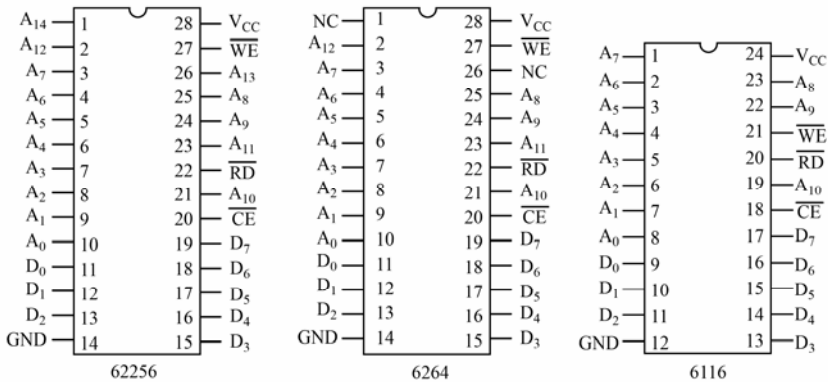 A14 1 28 VCC
A12 2 27 WE
A7 3 26 A13
A6 4 25 A8
A5 5 24 A9
A4 6 23 A11
A3 7 22 RD
A2 8 21 A10
A1 9 20 CE
A0 10 19 D7
D0 11 18 D6
D1 12 17 D5
D2 13 16 D4
GND 14 15 D3
62256
NC 1 28 VCC
A12 2 27 WE
A7 3 26 NC
A6 4 25 A8
A5 5 24 A9
A4 6 23 A11
A3 7 22 RD
A2 8 21 A10
A1 9 20 CE
A0 10 19 D7
D0 11 18 D6
D1 12 17 D5
D2 13 16 D4
GND 14 15 D3
6264
A7 1 24 VCC
A6 2 23 A8
A5 3 22 A9
A4 4 21 WE
A3 5 20 RD
A2 6 19 A10
A1 7 18 CE
A0 8 17 D7
D0 9 16 D6
D1 10 15 D5
D2 11 14 D4
GND 12 13 D3
6116